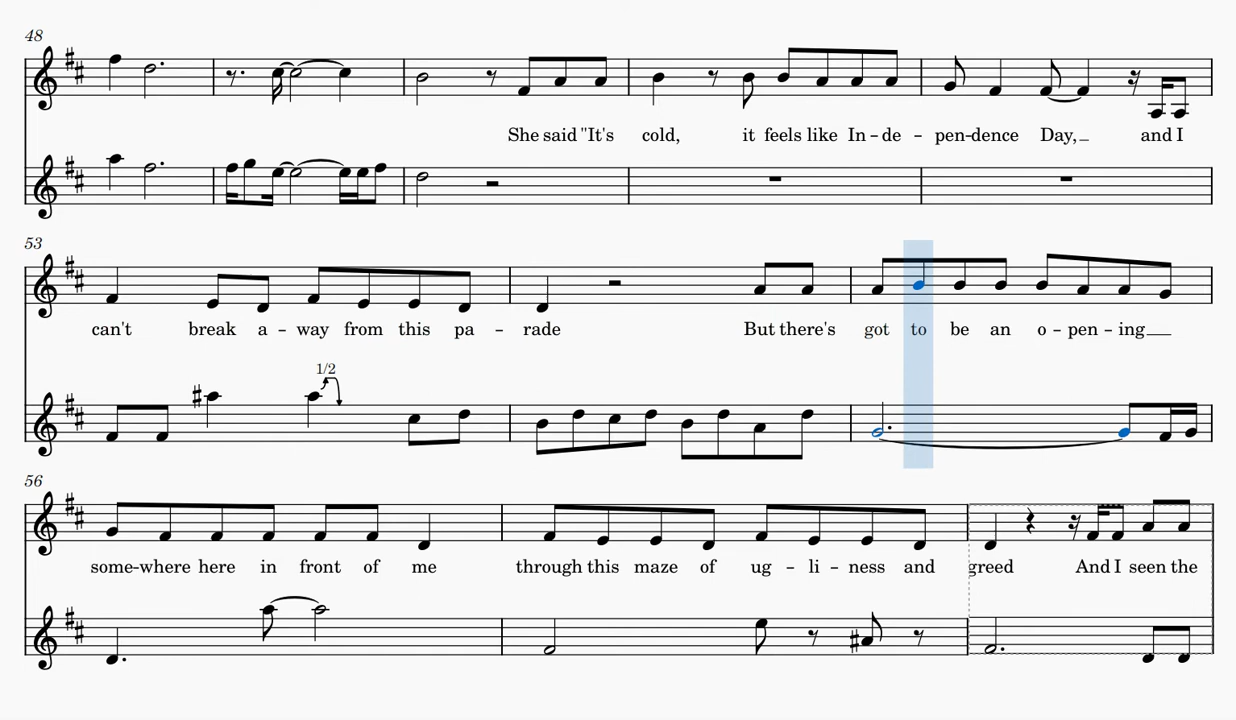 48
She said "It's cold, it feels like In - de - pen-dence Day,_ and I
53
can't break a - way from this pa - rade But there's got to be an o - pen - ing__
1/2
56
some-where here in front of me through this maze of ug - li - ness and greed And I seen the